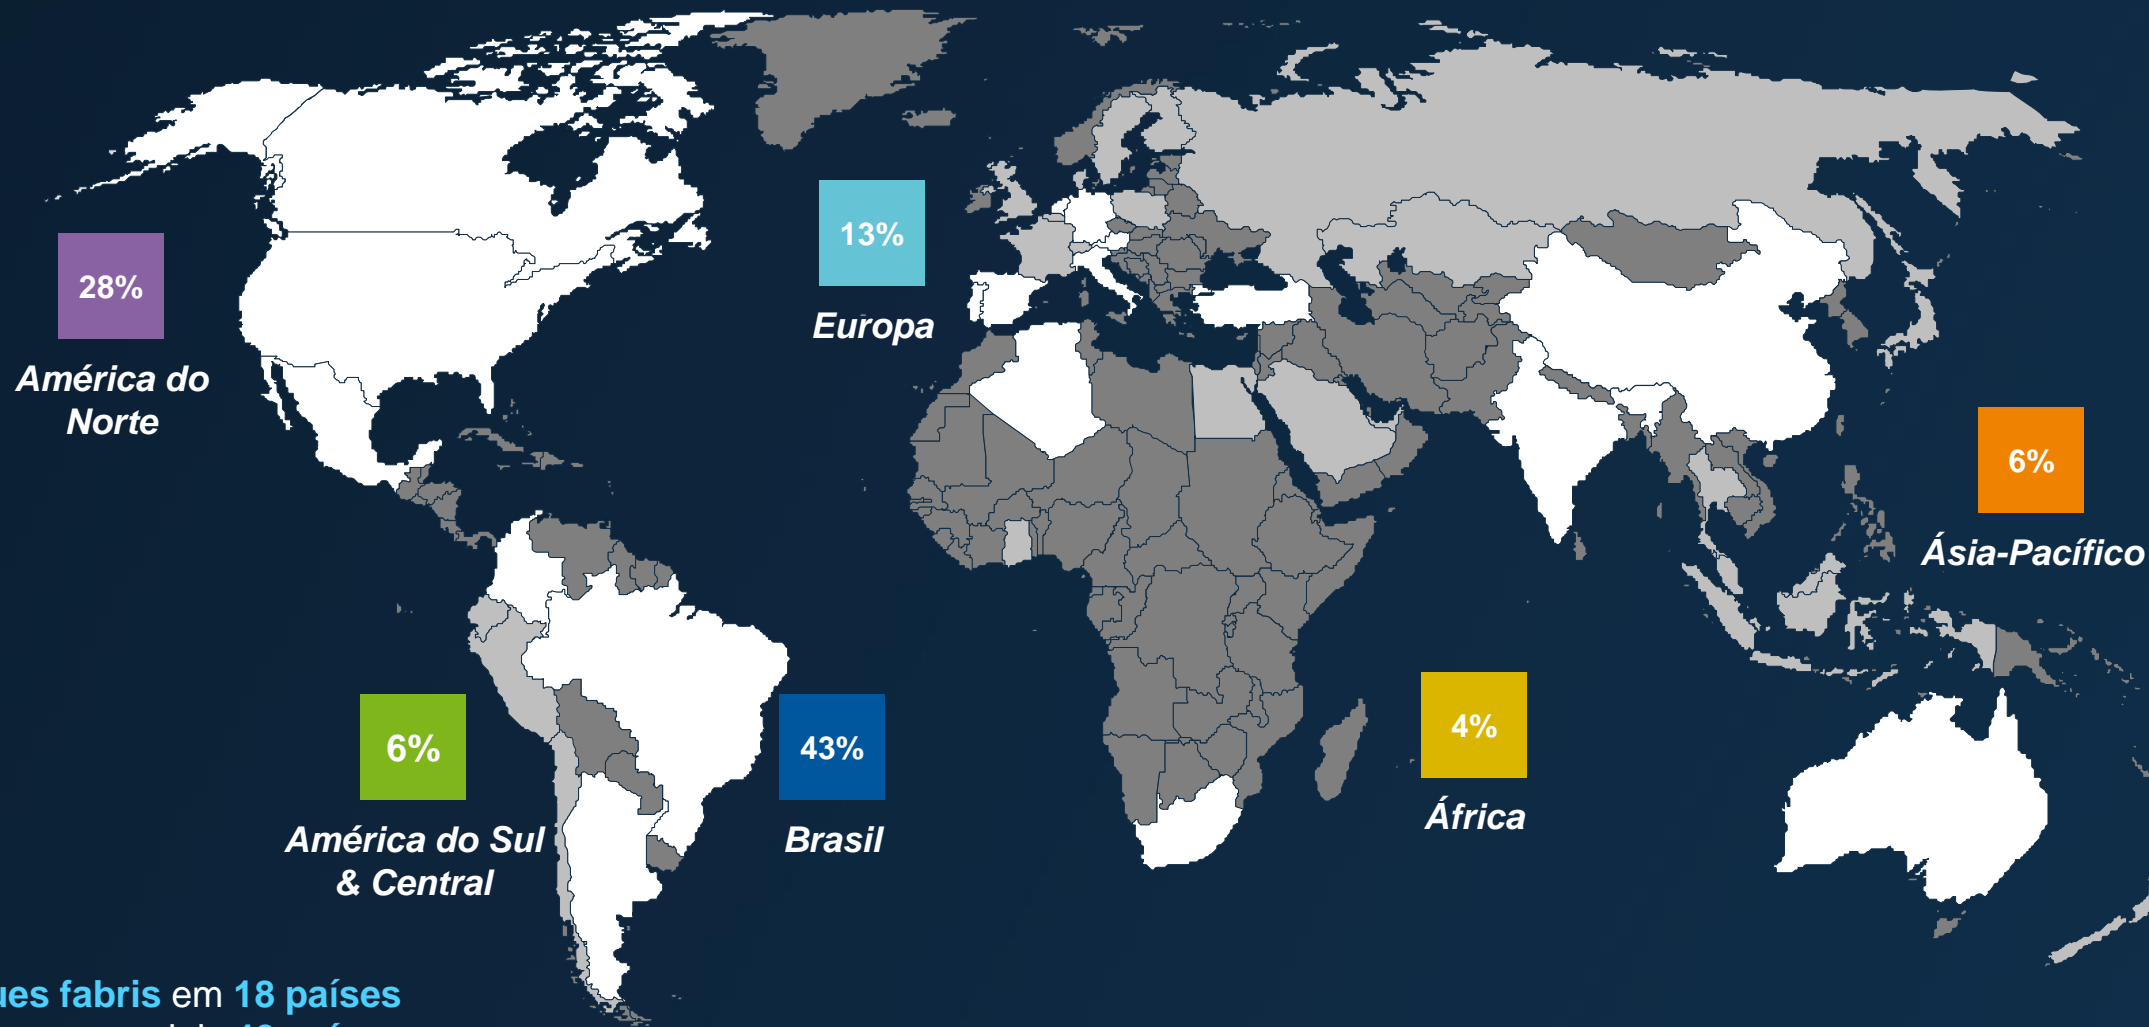 28%
América do
Norte
13%
Europa
6%
Ásia-Pacífico
6%
América do Sul
& Central
43%
Brasil
4%
África
fabris em 18 países